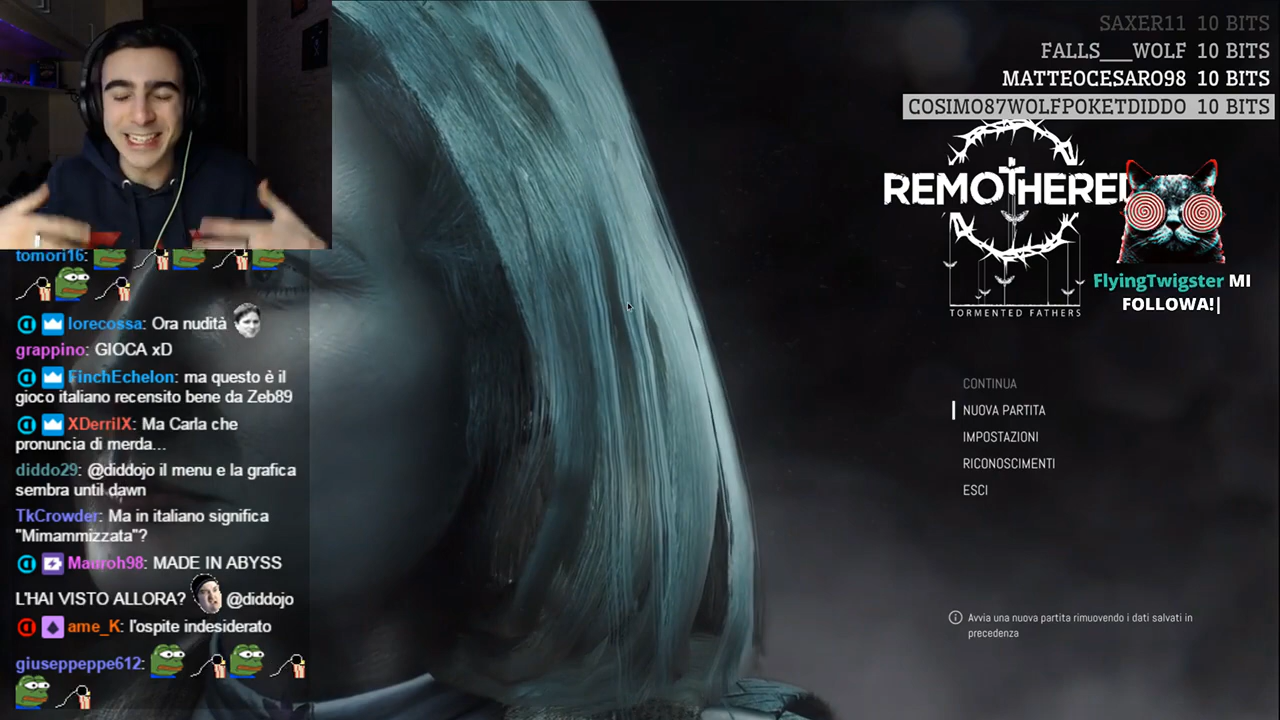 SAXER11 10 BITS
FALLS___WOLF 10 BITS
MATTEOCESARO98 10 BITS
COSIMO87WOLFPOKETDIDDO 10 BITS
REMOTHERED
TORMENTED FATHERS
FlyingTwigster MI
FOLLOWA!|
tomori16:
lorecossa: Ora nudità
grappino: GIOCA xD
FinchEchelon: ma questo è il
gioco italiano recensito bene da Zeb89
XDerrilX: Ma Carla che
pronuncia di merda...
diddo29: @diddojo il menu e la grafica
sembra until dawn
TkCrowder: Ma in italiano significa
"Mimammizzata"?
Mauroh98: MADE IN ABYSS
L'HAI VISTO ALLORA? @diddojo
ame_K: l'ospite indesiderato
giuseppeppe612:
CONTINUA
NUOVA PARTITA
IMPOSTAZIONI
RICONOSCIMENTI
ESCI
Avvia una nuova partita rimuovendo i dati salvati in
precedenza